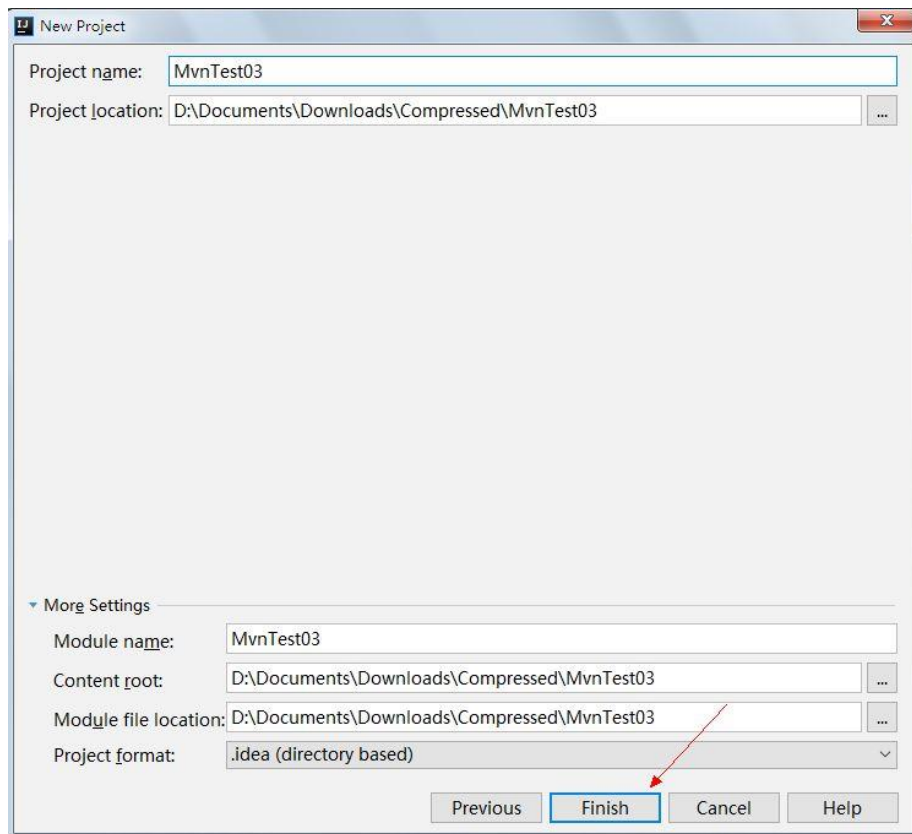 New Project
Project name: MvnTest03
Project location: D:\Documents\Downloads\Compressed\MvnTest03 ...
More Settings
Module name: MvnTest03
Content root: D:\Documents\Downloads\Compressed\MvnTest03 ...
Module file location: D:\Documents\Downloads\Compressed\MvnTest03 ...
Project format: .idea (directory based)
Previous Finish Cancel Help